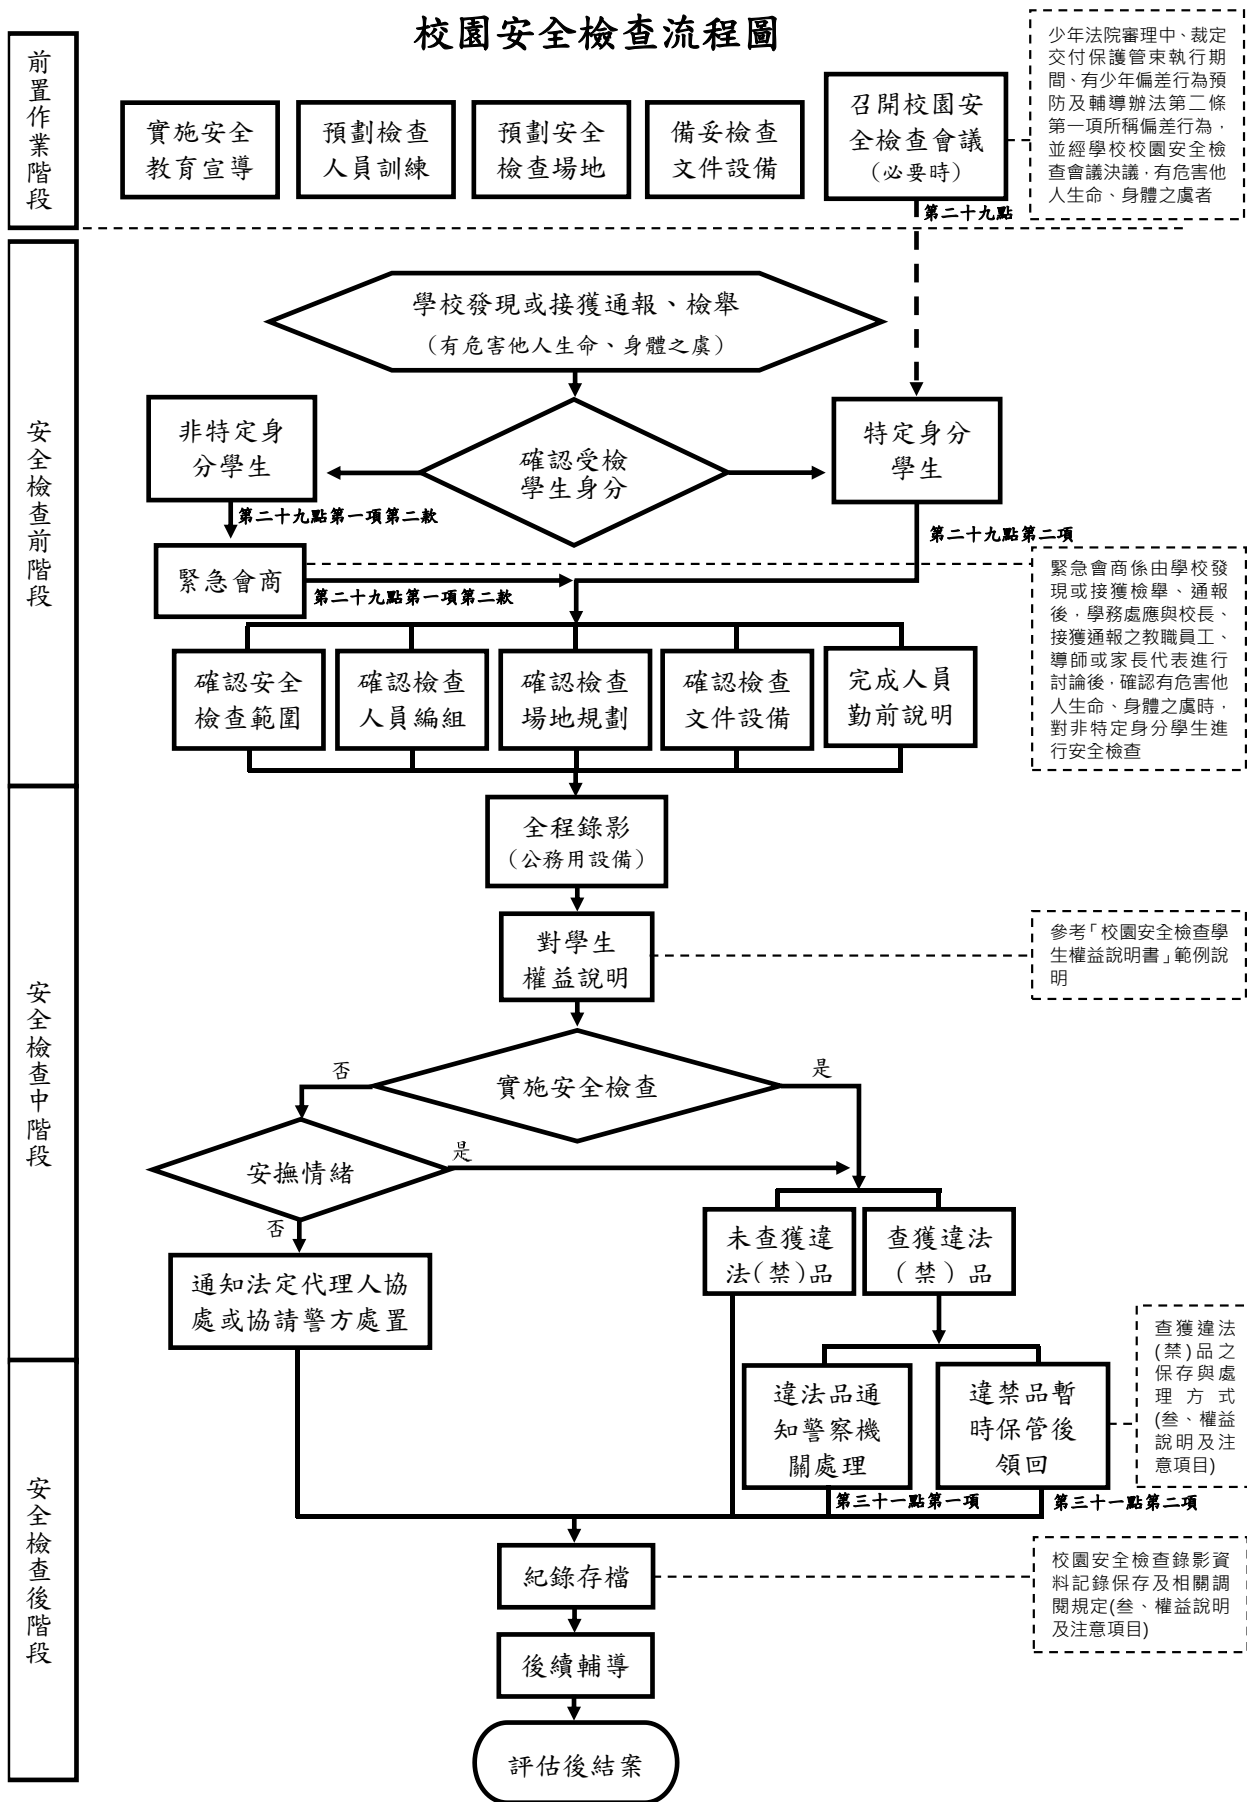 校園安全檢查流程圖
前置作業階段
實施安全
教育宣導
預劃檢查
人員訓練
預劃安全
檢查場地
備妥檢查
文件設備
召開校園安
全檢查會議
(必要時)
少年法院審理中、裁定
交付保護管束執行期
間、有少年偏差行為預
防及輔導辦法第二條
第一項所稱偏差行為，
並經學校校園安全檢
查會議決議，有危害他
人生命、身體之虞者
第二十九點
安全檢查前階段
學校發現或接獲通報、檢舉
（有危害他人生命、身體之虞）
非特定身
分學生
確認受檢
學生身分
特定身分
學生
第二十九點第一項第二款
第二十九點第二項
緊急會商
第二十九點第一項第二款
緊急會商係由學校發
現或接獲檢舉、通報
後，學務處應與校長、
接獲通報之教職員工、
導師或家長代表進行
討論後，確認有危害他
人生命、身體之虞時，
對非特定身分學生進
行安全檢查
確認安全
檢查範圍
確認檢查
人員編組
確認檢查
場地規劃
確認檢查
文件設備
完成人員
勤前說明
安全檢查中階段
全程錄影
（公務用設備）
對學生
權益說明
參考「校園安全檢查學
生權益說明書」範例說
明
實施安全檢查
否
是
安撫情緒
是
否
通知法定代理人協
處或協請警方處置
未查獲違
法(禁)品
查獲違法
(禁)品
查獲違法
(禁)品之
保存與處
理方式
(叁、權益
說明及注
意項目)
安全檢查後階段
違法品通
知警察機
關處理
違禁品暫
時保管後
領回
第三十一點第一項
第三十一點第二項
紀錄存檔
校園安全檢查錄影資
料記錄保存及相關調
閱規定(叁、權益說明
及注意項目)
後續輔導
評估後結案